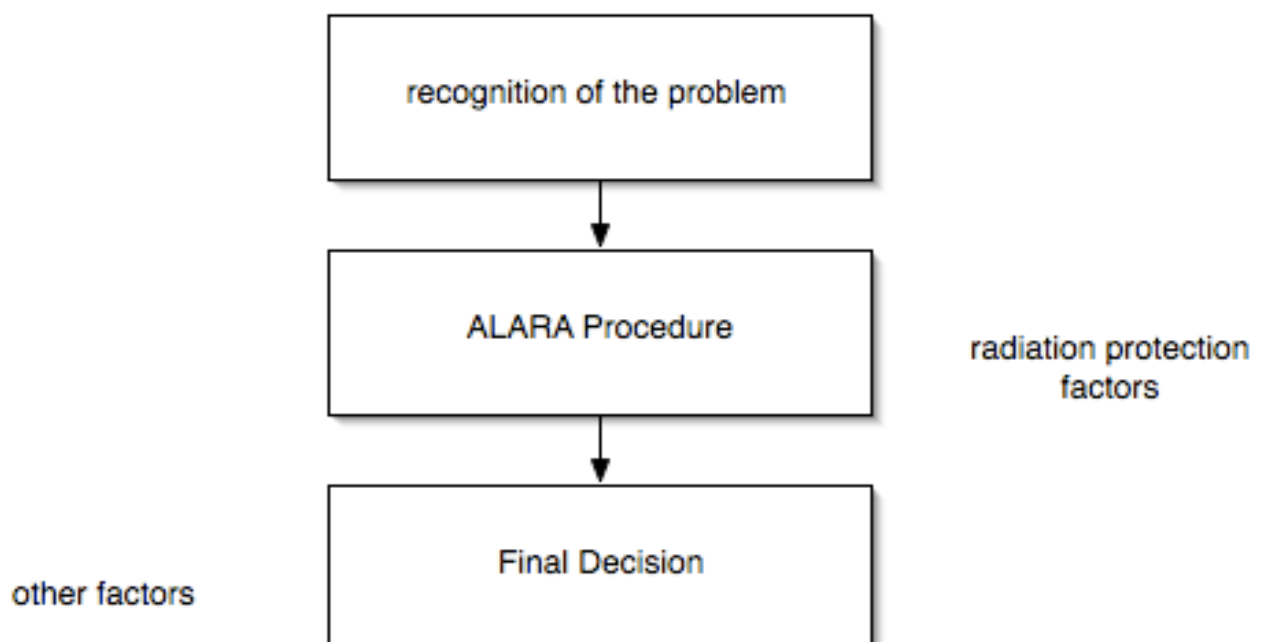 recognition of the problem
ALARA Procedure
radiation protection
factors
Final Decision
other factors